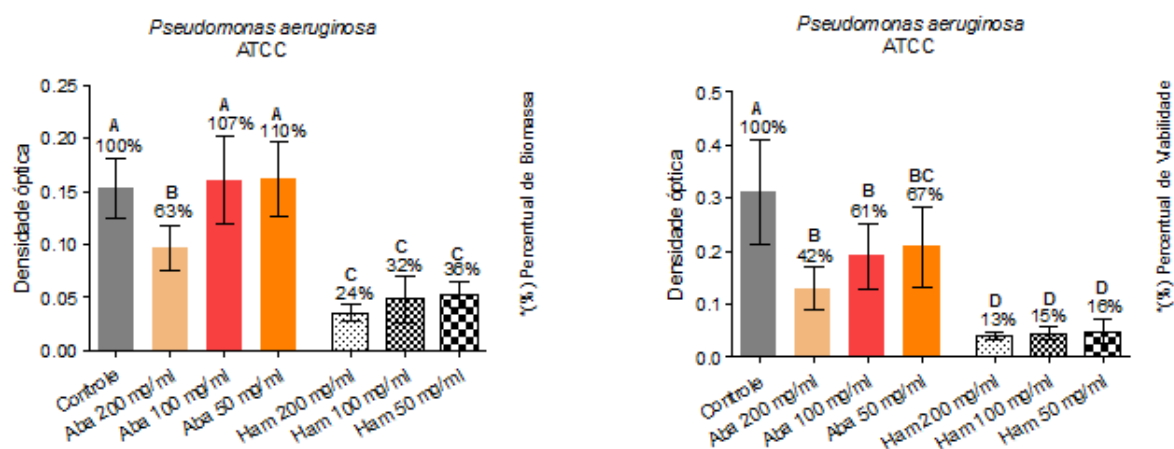 Pseudomonas aeruginosa
ATCC
Densidade óptica
0.25
0.20
0.15
0.10
0.05
0.00
A
100%
B
63%
A
107%
A
110%
C
24%
C
32%
C
36%
Controle
Aba 200 mg/ml
Aba 100 mg/ml
Aba 50 mg/ml
Ham 200 mg/ml
Ham 100 mg/ml
Ham 50 mg/ml
*(%) Percentual de Biomassa
Pseudomonas aeruginosa
ATCC
Densidade óptica
0.5
0.4
0.3
0.2
0.1
0.0
A
100%
B
42%
B
61%
BC
67%
D
13%
D
15%
D
16%
Controle
Aba 200 mg/ml
Aba 100 mg/ml
Aba 50 mg/ml
Ham 200 mg/ml
Ham 100 mg/ml
Ham 50 mg/ml
*(%) Percentual de Viabilidade